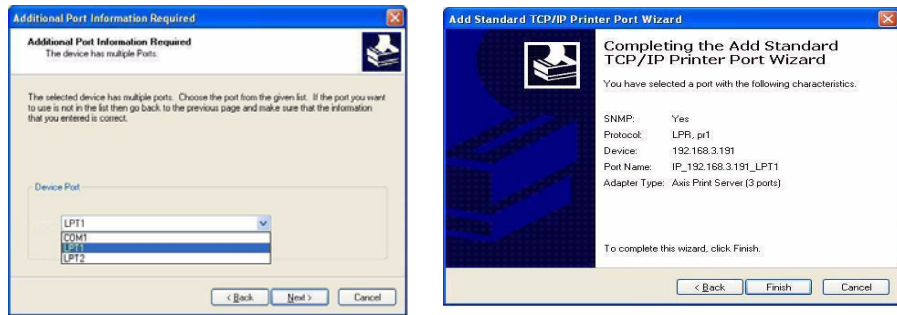 Additional Port Information Required
Additional Port Information Required
The device has multiple Ports.
The selected device has multiple ports. Choose the port from the given list. If the port you want
to use is not in the list then go back to the previous page and make sure that the information
that you entered is correct.
Device Port
LPT1
COM1
LPT1
LPT2
< Back
Next >
Cancel
Add Standard TCP/IP Printer Port Wizard
Completing the Add Standard
TCP/IP Printer Port Wizard
You have selected a port with the following characteristics.
SNMP: Yes
Protocol: LPR, pr1
Device: 192.168.3.191
Port Name: IP_192.168.3.191_LPT1
Adapter Type: Axis Print Server (3 ports)
To complete this wizard, click Finish.
< Back
Finish
Cancel